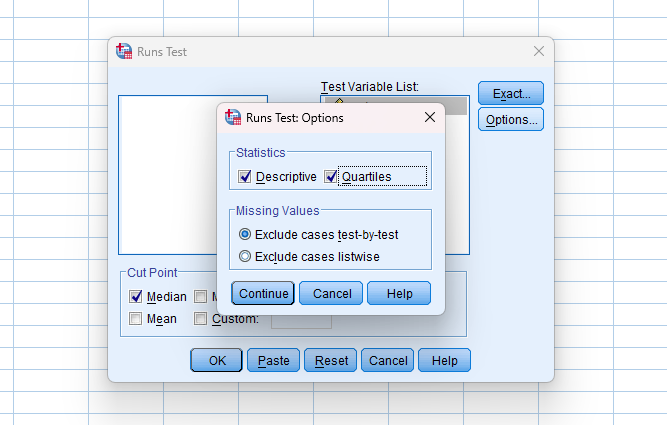 Runs Test
Test Variable List:
Exact...
Options...
Runs Test: Options
Statistics
Descriptive Quartiles
Missing Values
Exclude cases test-by-test
Exclude cases listwise
Continue Cancel Help
Cut Point
Median
Mean Custom:
OK Paste Reset Cancel Help